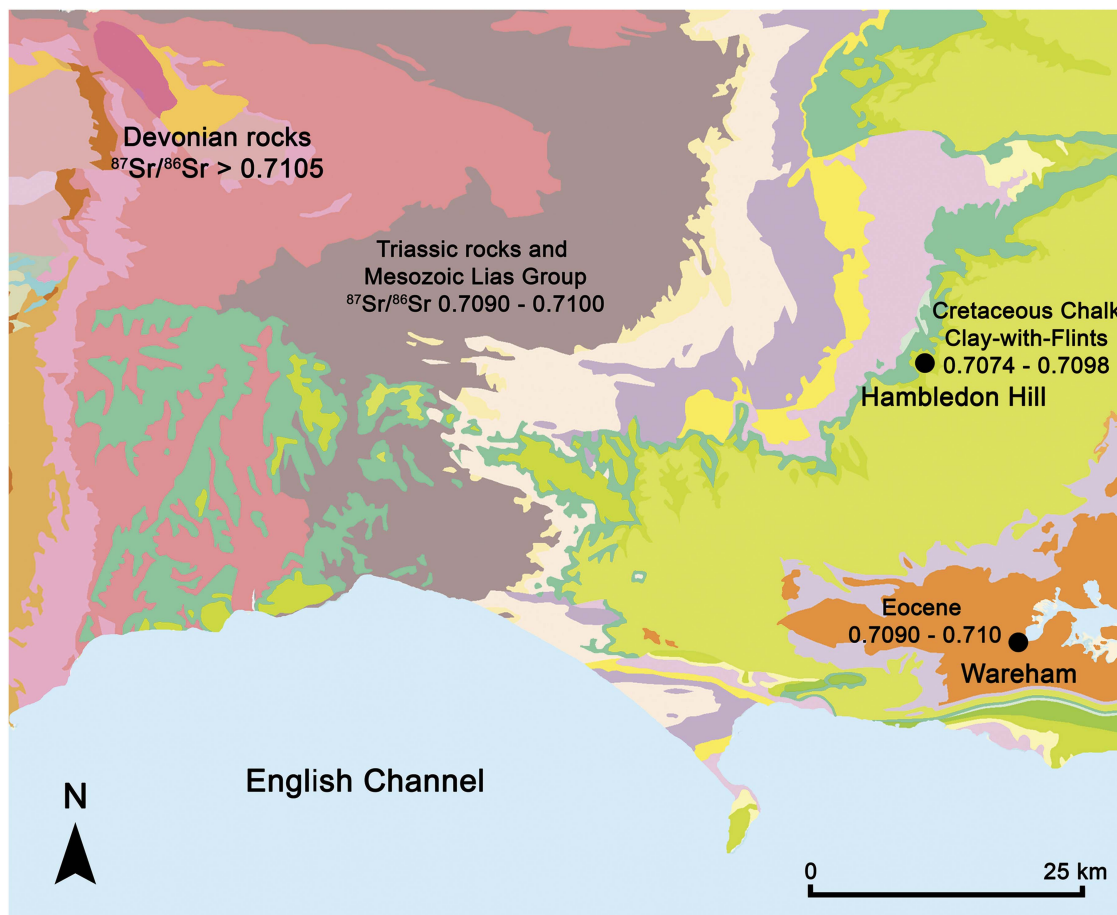 Devonian rocks
⁸⁷Sr/⁸⁶Sr > 0.7105
Triassic rocks and
Mesozoic Lias Group
⁸⁷Sr/⁸⁶Sr 0.7090 - 0.7100
Cretaceous Chalk
Clay-with-Flints
0.7074 - 0.7098
Hambledon Hill
Eocene
0.7090 - 0.710
Wareham
English Channel
N
0 25 km